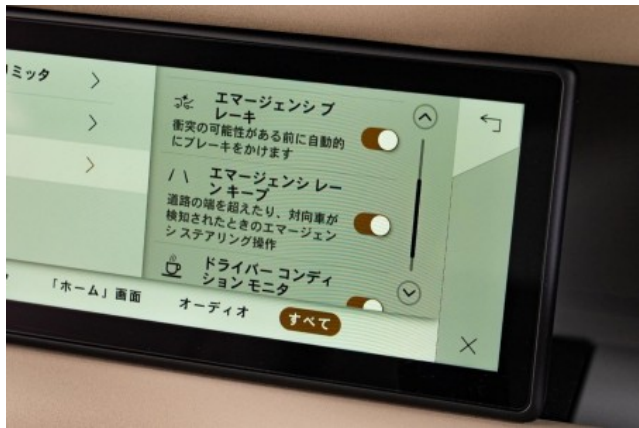 ミッタ
エマージェンシ ブ
レーキ
衝突の可能性がある前に自動的
にブレーキをかけます
エマージェンシ レー
ン キープ
道路の端を超えたり、対向車が
検知されたときのエマージェン
シ ステアリング操作
ドライバー コンディ
ション モニタ
「ホーム」画面
オーディオ
すべて